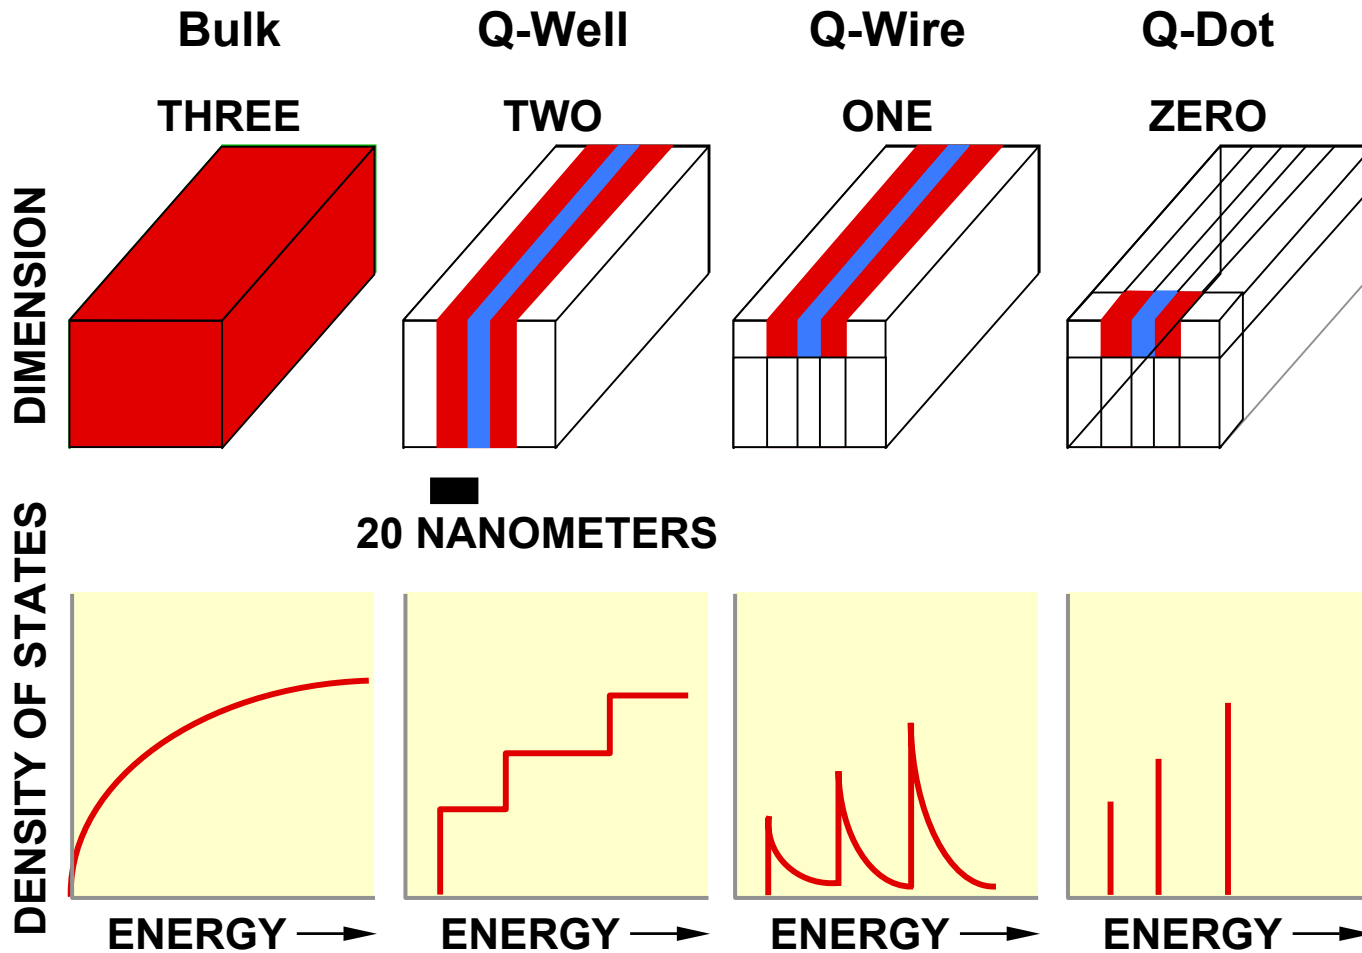 Bulk
Q-Well
Q-Wire
Q-Dot
THREE
TWO
ONE
ZERO
DIMENSION
20 NANOMETERS
DENSITY OF STATES
ENERGY
ENERGY
ENERGY
ENERGY